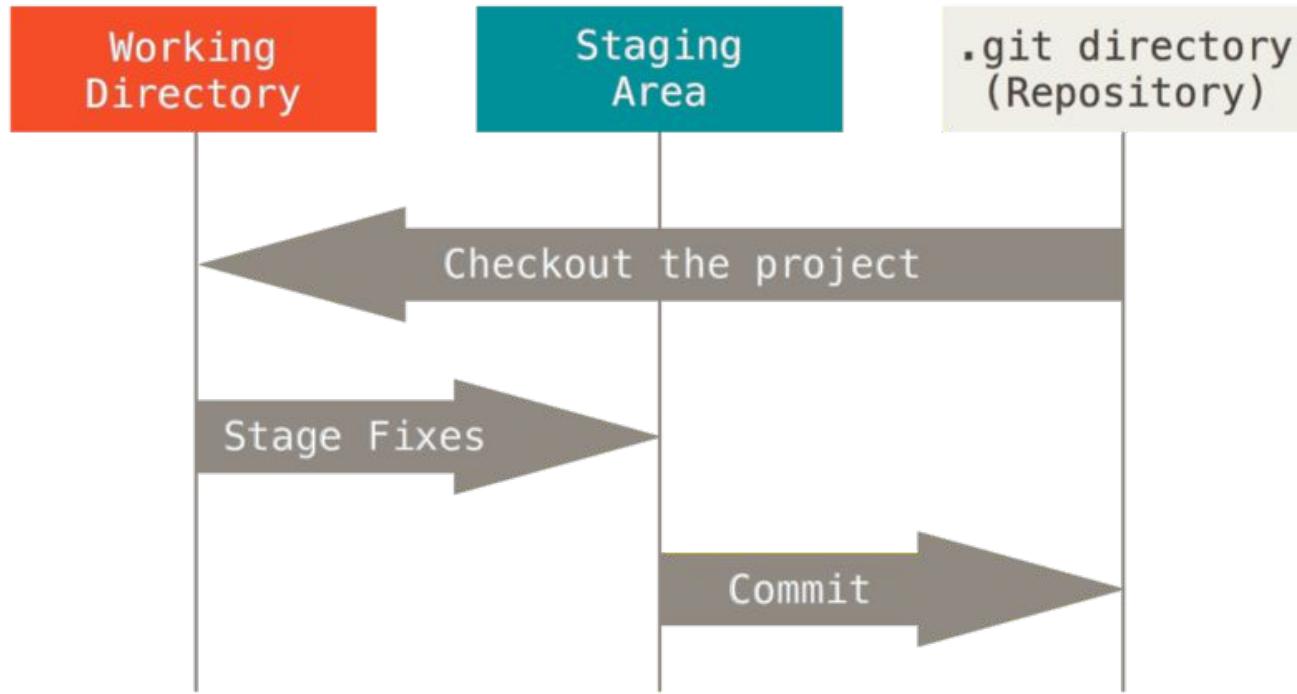 Working
Directory
Staging
Area
.git directory
(Repository)
Checkout the project
Stage Fixes
Commit